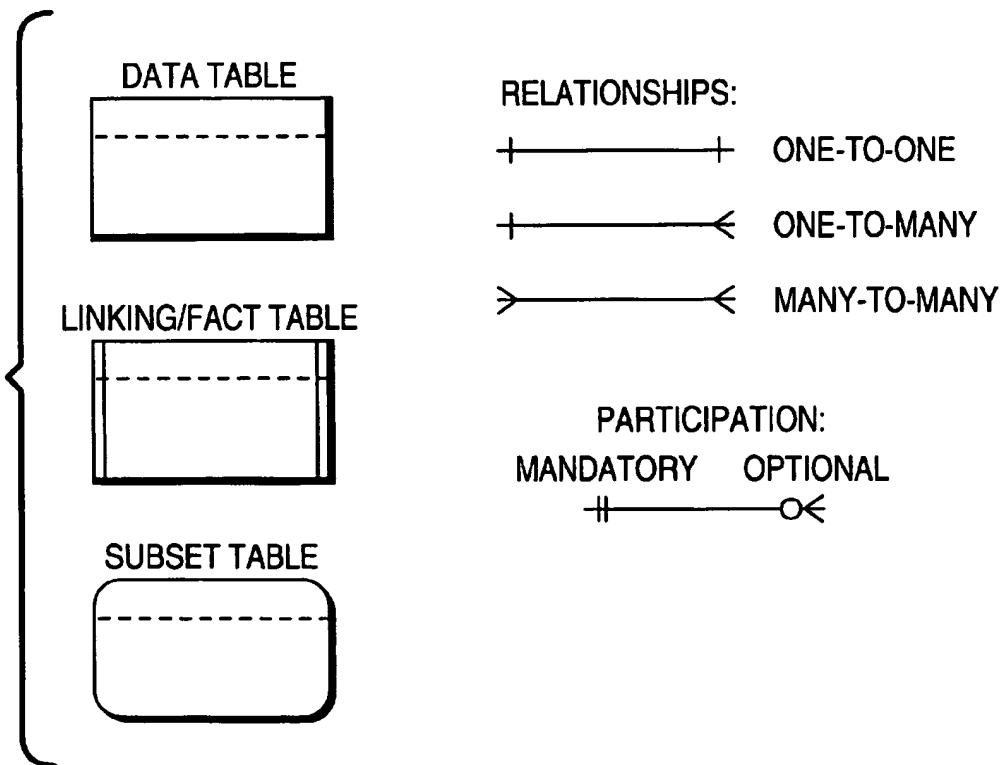 DATA TABLE
LINKING/FACT TABLE
SUBSET TABLE
RELATIONSHIPS:
ONE-TO-ONE
ONE-TO-MANY
MANY-TO-MANY
PARTICIPATION:
MANDATORY OPTIONAL